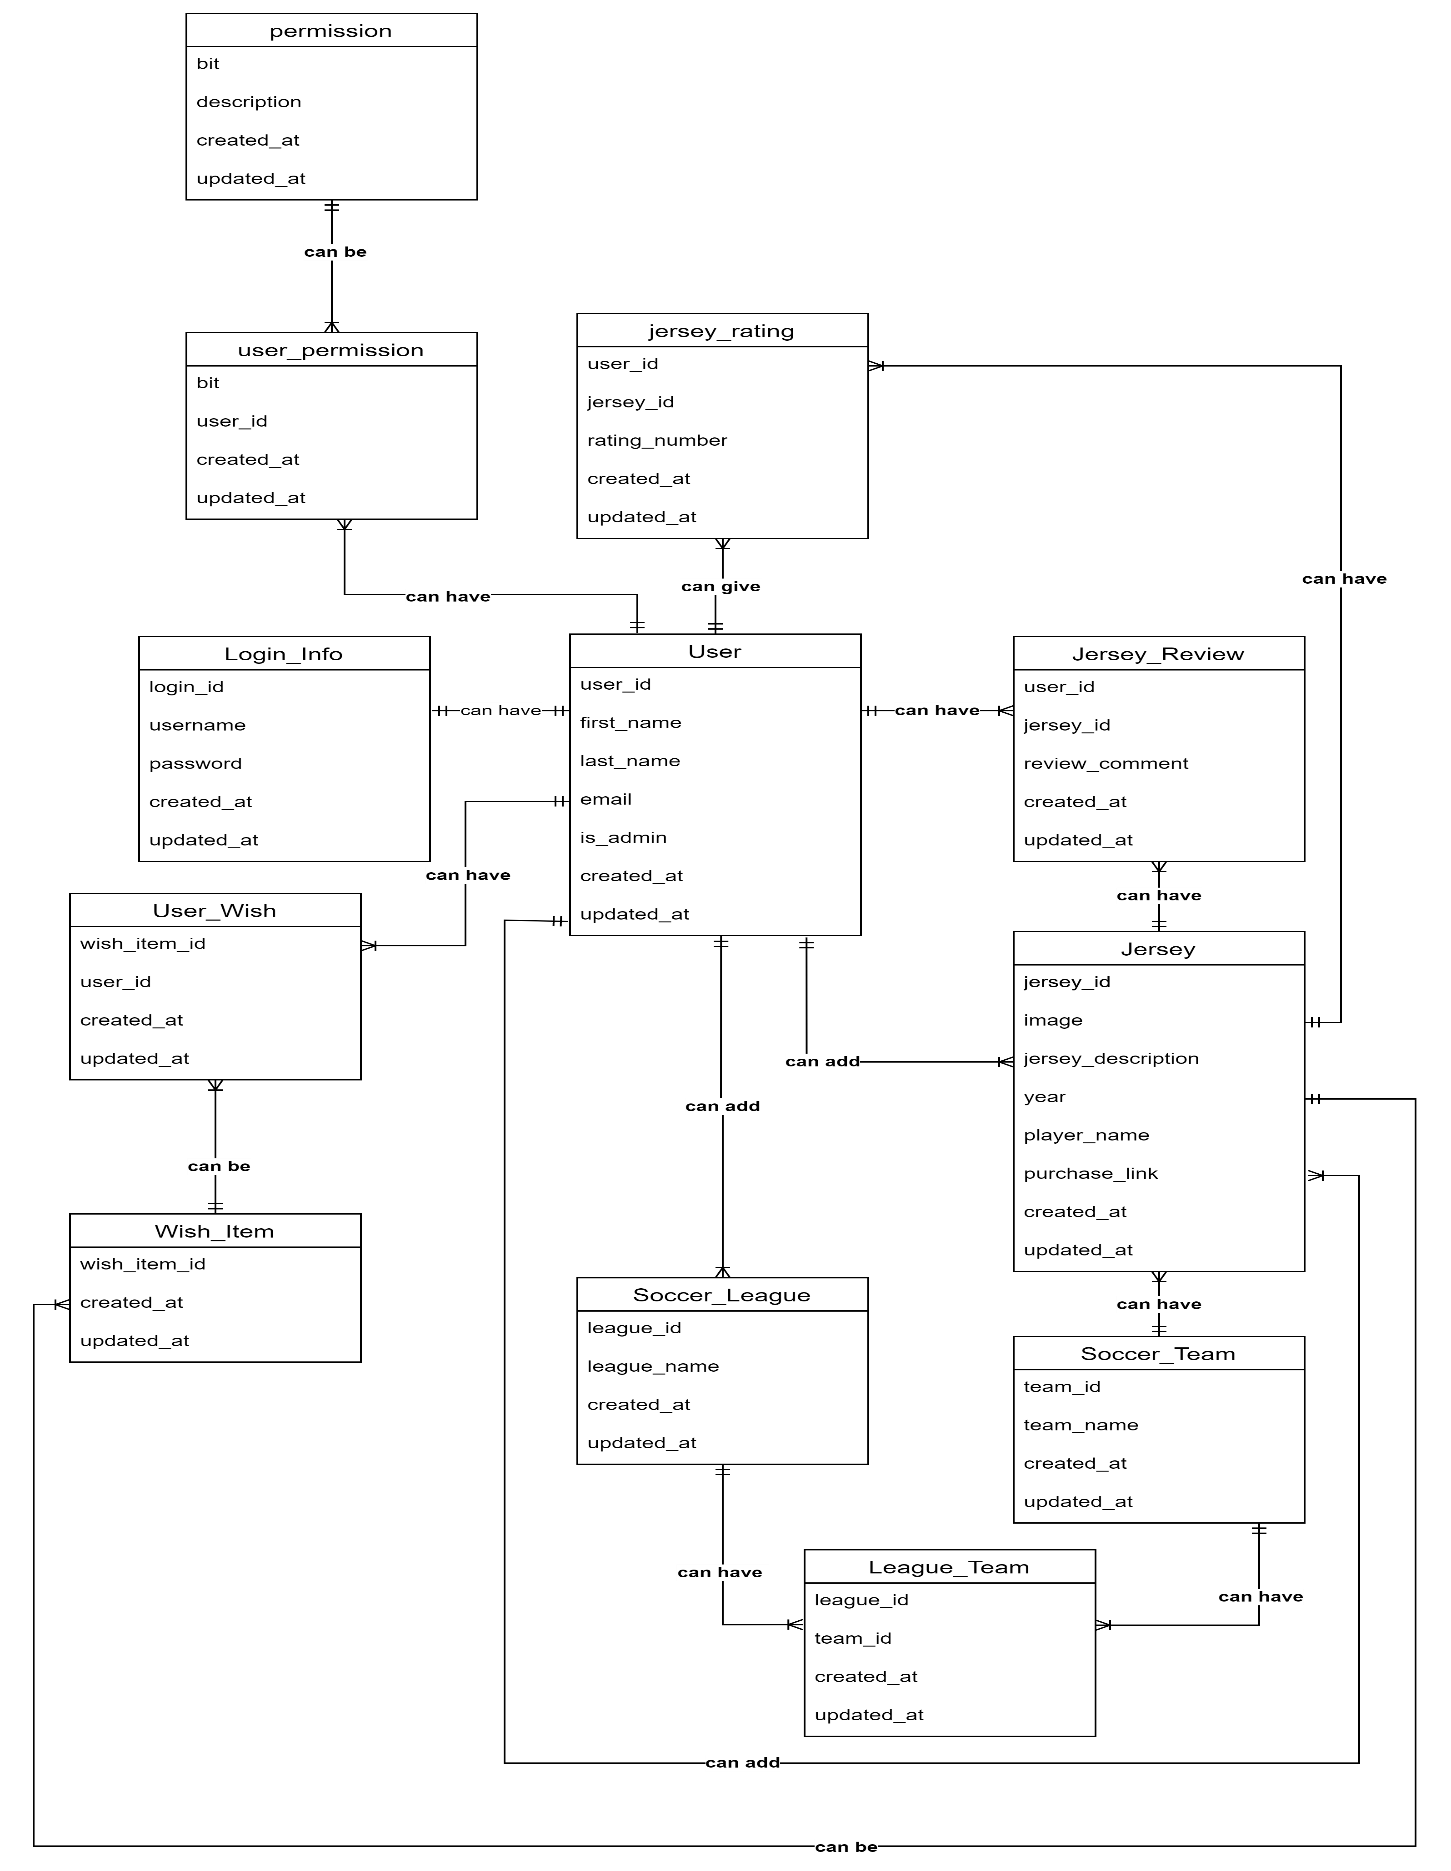 permission
bit
description
created_at
updated_at
can be
user_permission
bit
user_id
created_at
updated_at
jersey_rating
user_id
jersey_id
rating_number
created_at
updated_at
can have
can have
can give
Login_Info
login_id
username
password
created_at
updated_at
can have
User
user_id
first_name
last_name
email
is_admin
created_at
updated_at
can have
Jersey_Review
user_id
jersey_id
review_comment
created_at
updated_at
can have
can have
User_Wish
wish_item_id
user_id
created_at
updated_at
Jersey
jersey_id
image
jersey_description
year
player_name
purchase_link
created_at
updated_at
can add
can add
can be
Wish_Item
wish_item_id
created_at
updated_at
Soccer_League
league_id
league_name
created_at
updated_at
can have
Soccer_Team
team_id
team_name
created_at
updated_at
can have
League_Team
league_id
team_id
created_at
updated_at
can have
can add
can be